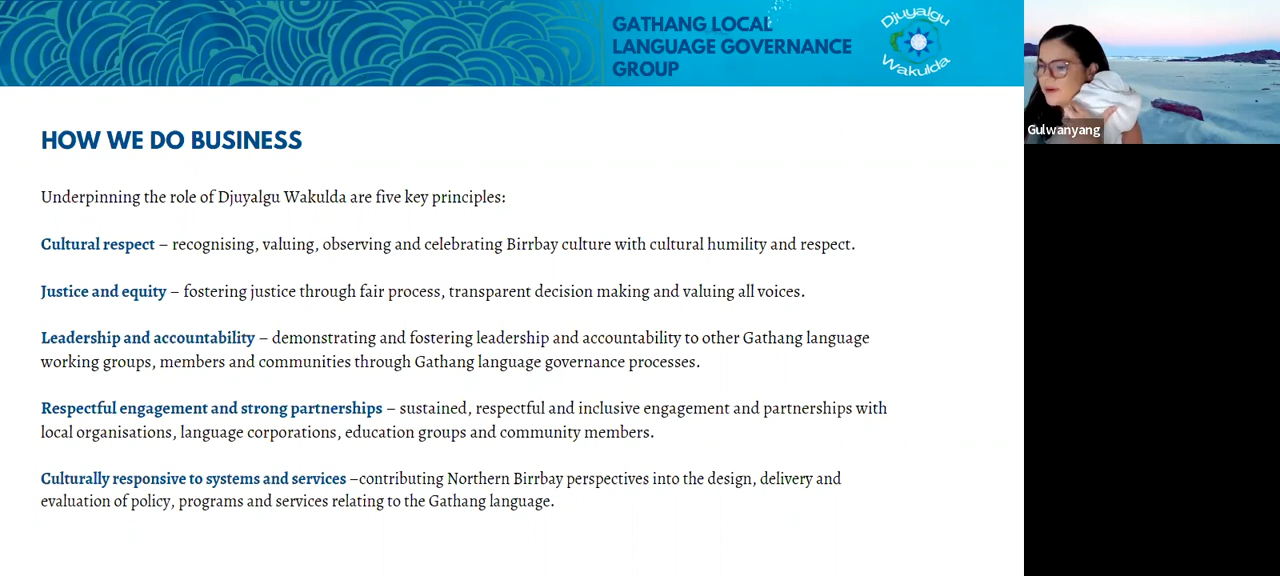 GATHANG LOCAL
LANGUAGE GOVERNANCE
GROUP
Djuyalgu
Wakulda
Gulwanyang
HOW WE DO BUSINESS
Underpinning the role of Djuyalgu Wakulda are five key principles:
Cultural respect – recognising, valuing, observing and celebrating Birrbay culture with cultural humility and respect.
Justice and equity – fostering justice through fair process, transparent decision making and valuing all voices.
Leadership and accountability – demonstrating and fostering leadership and accountability to other Gathang language
working groups, members and communities through Gathang language governance processes.
Respectful engagement and strong partnerships – sustained, respectful and inclusive engagement and partnerships with
local organisations, language corporations, education groups and community members.
Culturally responsive to systems and services –contributing Northern Birrbay perspectives into the design, delivery and
evaluation of policy, programs and services relating to the Gathang language.